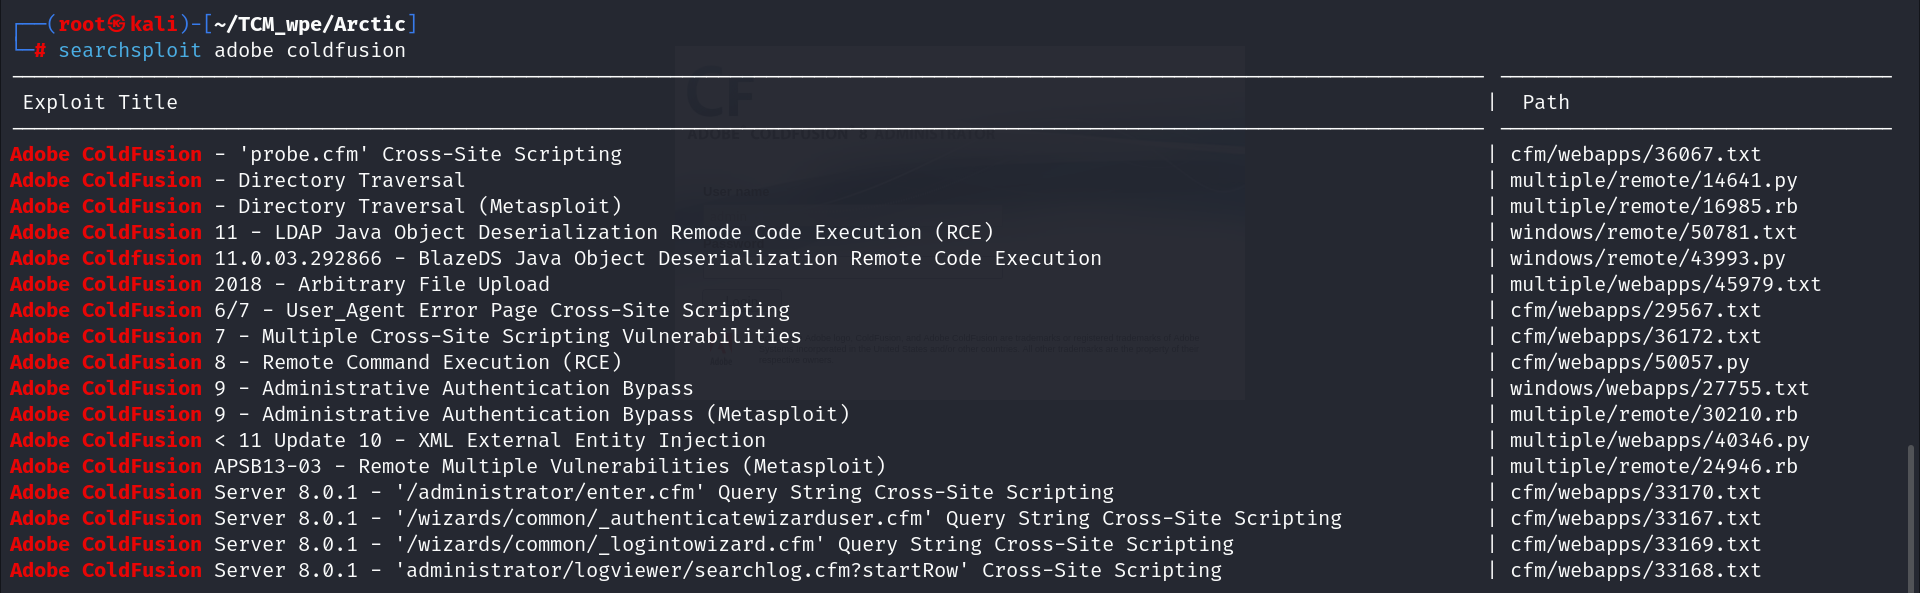 ┌──(root㉿kali)-[~/TCM_wpe/Arctic]
└─# searchsploit adobe coldfusion
Exploit Title | Path
Adobe ColdFusion - 'probe.cfm' Cross-Site Scripting | cfm/webapps/36067.txt
Adobe ColdFusion - Directory Traversal | multiple/remote/14641.py
Adobe ColdFusion - Directory Traversal (Metasploit) | multiple/remote/16985.rb
Adobe ColdFusion 11 - LDAP Java Object Deserialization Remode Code Execution (RCE) | windows/remote/50781.txt
Adobe ColdFusion 11.0.03.292866 - BlazeDS Java Object Deserialization Remote Code Execution | windows/remote/43993.py
Adobe ColdFusion 2018 - Arbitrary File Upload | multiple/webapps/45979.txt
Adobe ColdFusion 6/7 - User_Agent Error Page Cross-Site Scripting | cfm/webapps/29567.txt
Adobe ColdFusion 7 - Multiple Cross-Site Scripting Vulnerabilities | cfm/webapps/36172.txt
Adobe ColdFusion 8 - Remote Command Execution (RCE) | cfm/webapps/50057.py
Adobe ColdFusion 9 - Administrative Authentication Bypass | windows/webapps/27755.txt
Adobe ColdFusion 9 - Administrative Authentication Bypass (Metasploit) | multiple/remote/30210.rb
Adobe ColdFusion < 11 Update 10 - XML External Entity Injection | multiple/webapps/40346.py
Adobe ColdFusion APSB13-03 - Remote Multiple Vulnerabilities (Metasploit) | multiple/remote/24946.rb
Adobe ColdFusion Server 8.0.1 - '/administrator/enter.cfm' Query String Cross-Site Scripting | cfm/webapps/33170.txt
Adobe ColdFusion Server 8.0.1 - '/wizards/common/_authenticatewizarduser.cfm' Query String Cross-Site Scripting | cfm/webapps/33167.txt
Adobe ColdFusion Server 8.0.1 - '/wizards/common/_logintowizard.cfm' Query String Cross-Site Scripting | cfm/webapps/33169.txt
Adobe ColdFusion Server 8.0.1 - 'administrator/logviewer/searchlog.cfm?startRow' Cross-Site Scripting | cfm/webapps/33168.txt